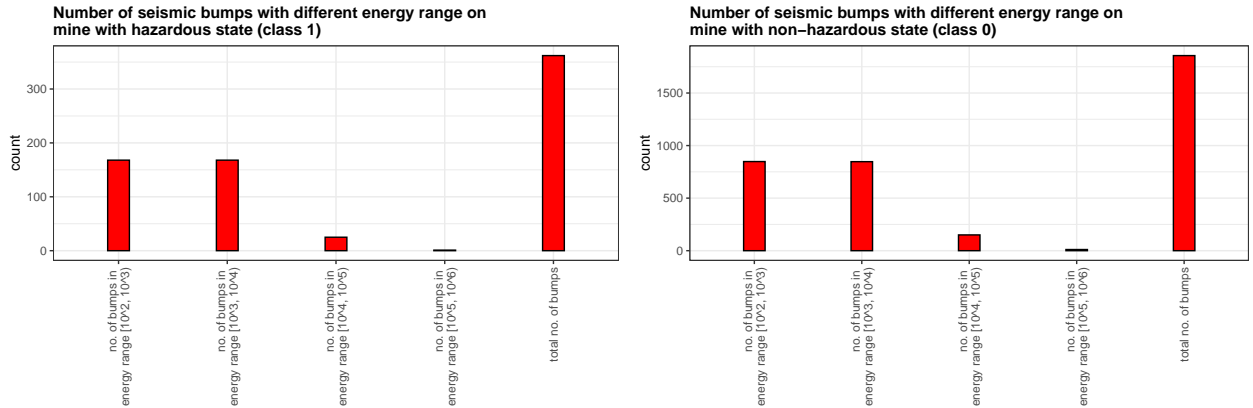 Number of seismic bumps with different energy range on
mine with hazardous state (class 1)
300
200
100
0
count
no. of bumps in
energy range [10^2, 10^3)
no. of bumps in
energy range [10^3, 10^4)
no. of bumps in
energy range [10^4, 10^5)
no. of bumps in
energy range [10^5, 10^6)
total no. of bumps
Number of seismic bumps with different energy range on
mine with non−hazardous state (class 0)
1500
1000
500
0
count
no. of bumps in
energy range [10^2, 10^3)
no. of bumps in
energy range [10^3, 10^4)
no. of bumps in
energy range [10^4, 10^5)
no. of bumps in
energy range [10^5, 10^6)
total no. of bumps